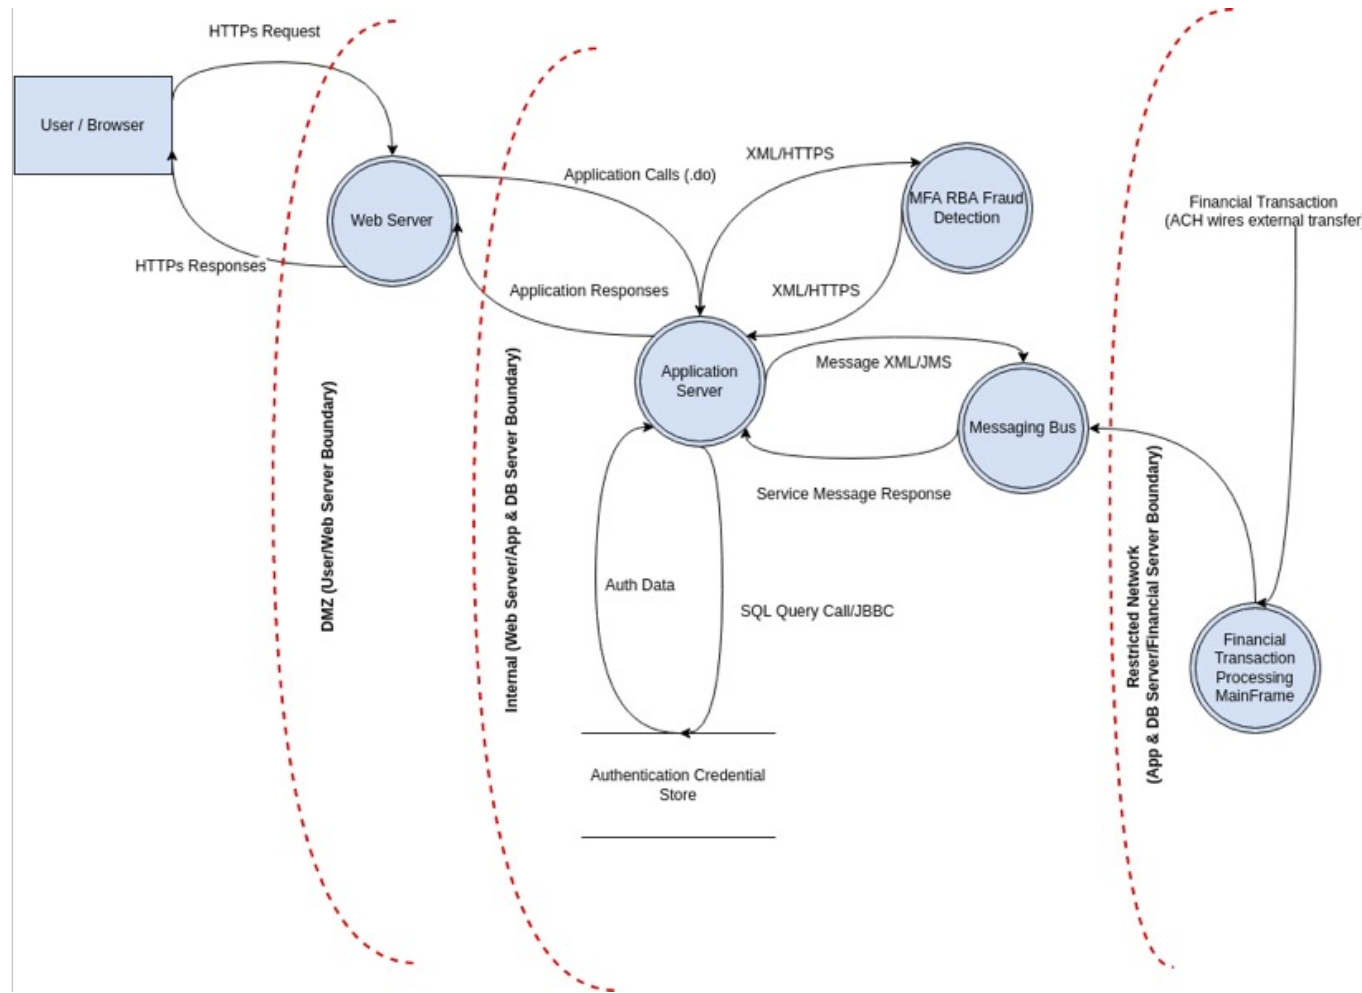 HTTPs Request
User / Browser
Web Server
HTTPs Responses
Application Calls (.do)
Application Responses
XML/HTTPS
XML/HTTPS
MFA RBA Fraud
Detection
Financial Transaction
(ACH wires external transfer
Application
Server
Message XML/JMS
Messaging Bus
Service Message Response
DMZ (User/Web Server Boundary)
Internal (Web Server/App & DB Server Boundary)
Auth Data
SQL Query Call/JBBC
Restricted Network
(App & DB Server/Financial Server Boundary)
Financial
Transaction
Processing
MainFrame
Authentication Credential
Store